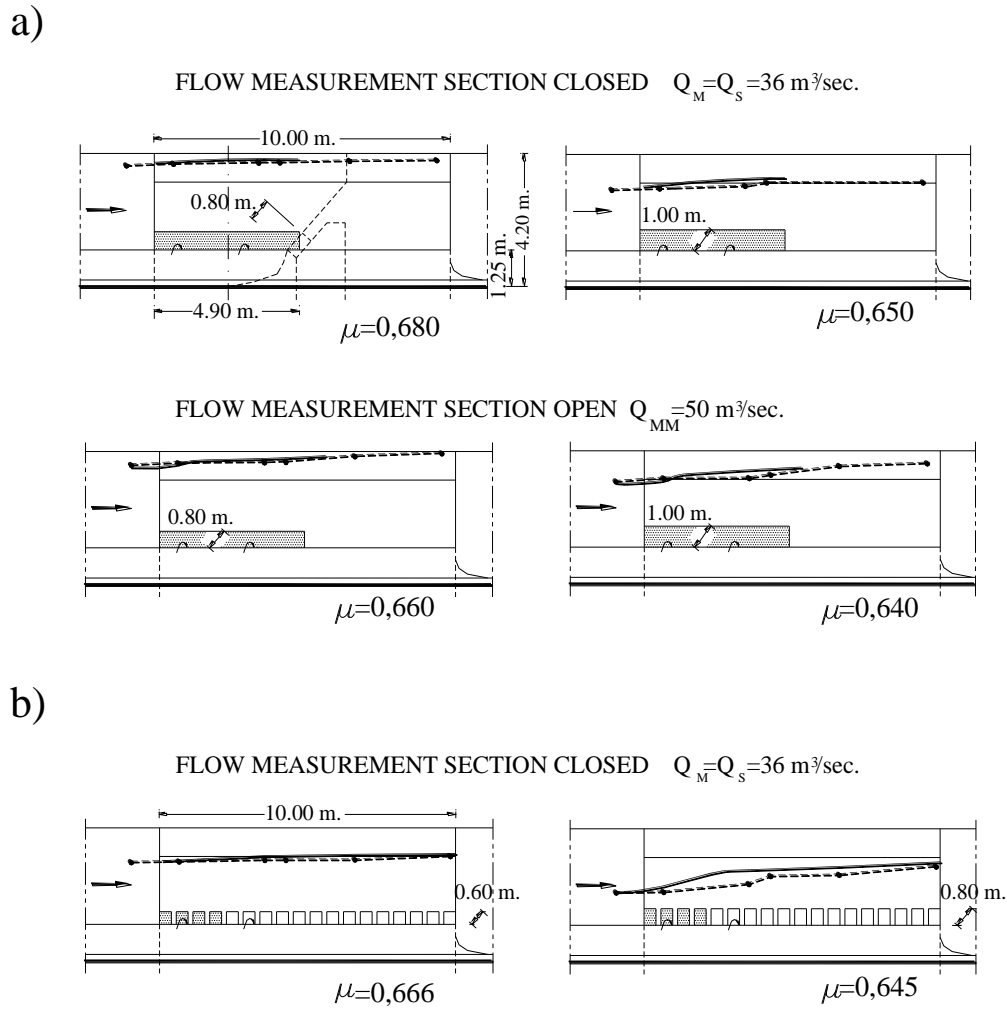 a)
FLOW MEASUREMENT SECTION CLOSED Q_M=Q_S=36 m³/sec.
10.00 m.
0.80 m.
4.20 m.
1.25 m.
4.90 m.
μ=0,680
1.00 m.
μ=0,650
FLOW MEASUREMENT SECTION OPEN Q_MM=50 m³/sec.
0.80 m.
μ=0,660
1.00 m.
μ=0,640
b)
FLOW MEASUREMENT SECTION CLOSED Q_M=Q_S=36 m³/sec.
10.00 m.
0.60 m.
μ=0,666
0.80 m.
μ=0,645